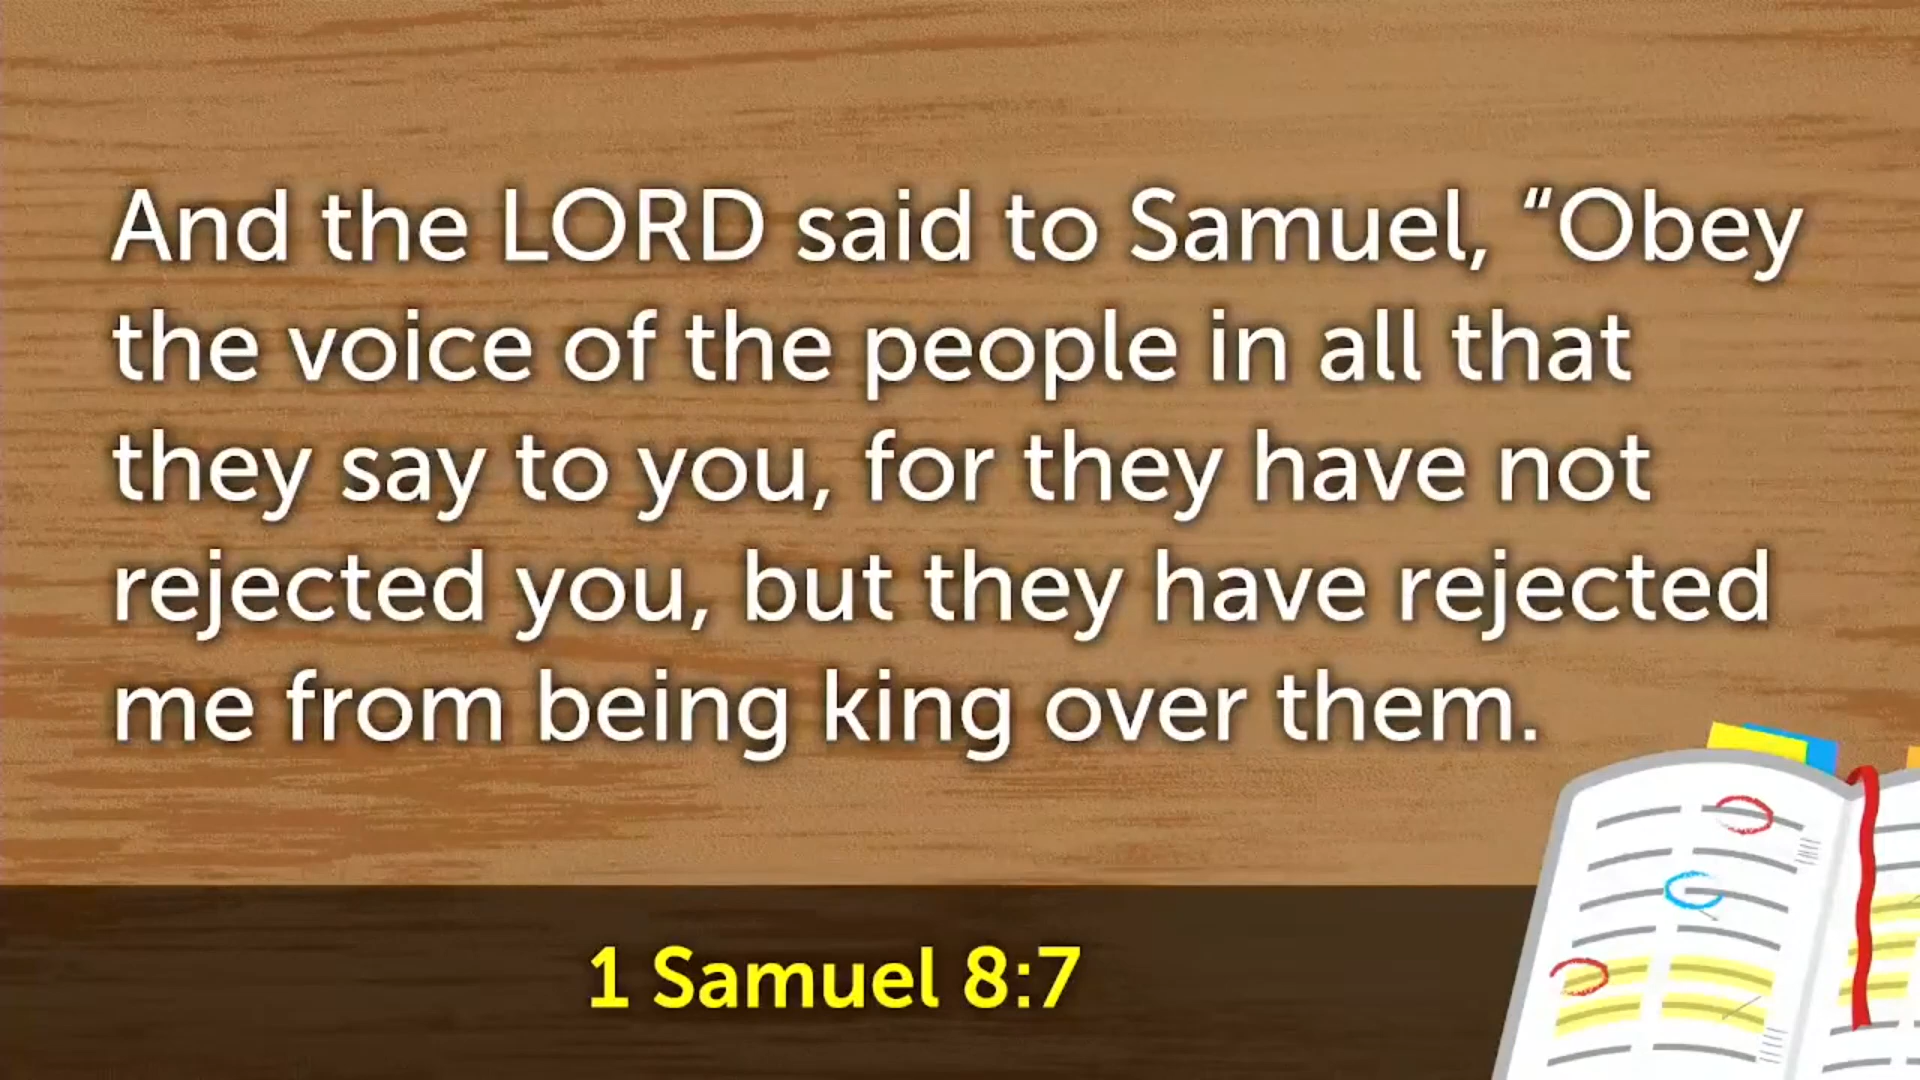 And the LORD said to Samuel, “Obey
the voice of the people in all that
they say to you, for they have not
rejected you, but they have rejected
me from being king over them.
1 Samuel 8:7